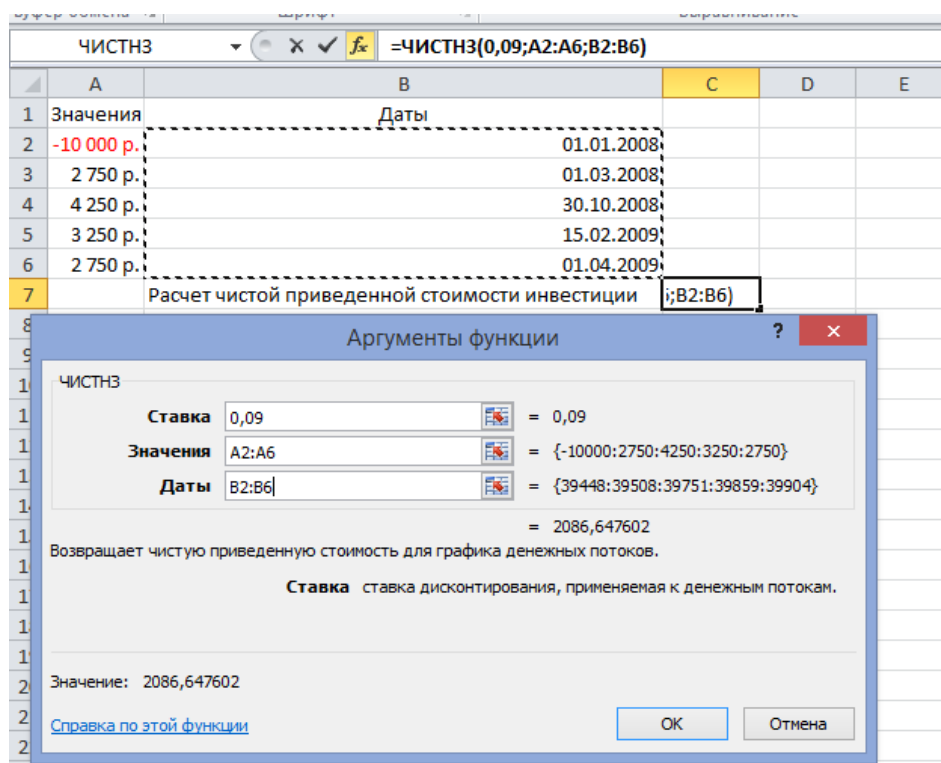 ЧИСТНЗ fx =ЧИСТНЗ(0,09;A2:A6;B2:B6)
A B C D E
1 Значения Даты
2 -10 000 р. 01.01.2008
3 2 750 р. 01.03.2008
4 4 250 р. 30.10.2008
5 3 250 р. 15.02.2009
6 2 750 р. 01.04.2009
7 Расчет чистой приведенной стоимости инвестиции ;B2:B6)
8 Аргументы функции ? ×
ЧИСТНЗ
Ставка 0,09 = 0,09
Значения A2:A6 = {-10000:2750:4250:3250:2750}
Даты B2:B6 = {39448:39508:39751:39859:39904}
= 2086,647602
Возвращает чистую приведенную стоимость для графика денежных потоков.
Ставка ставка дисконтирования, применяемая к денежным потокам.
Значение: 2086,647602
Справка по этой функции ОК Отмена